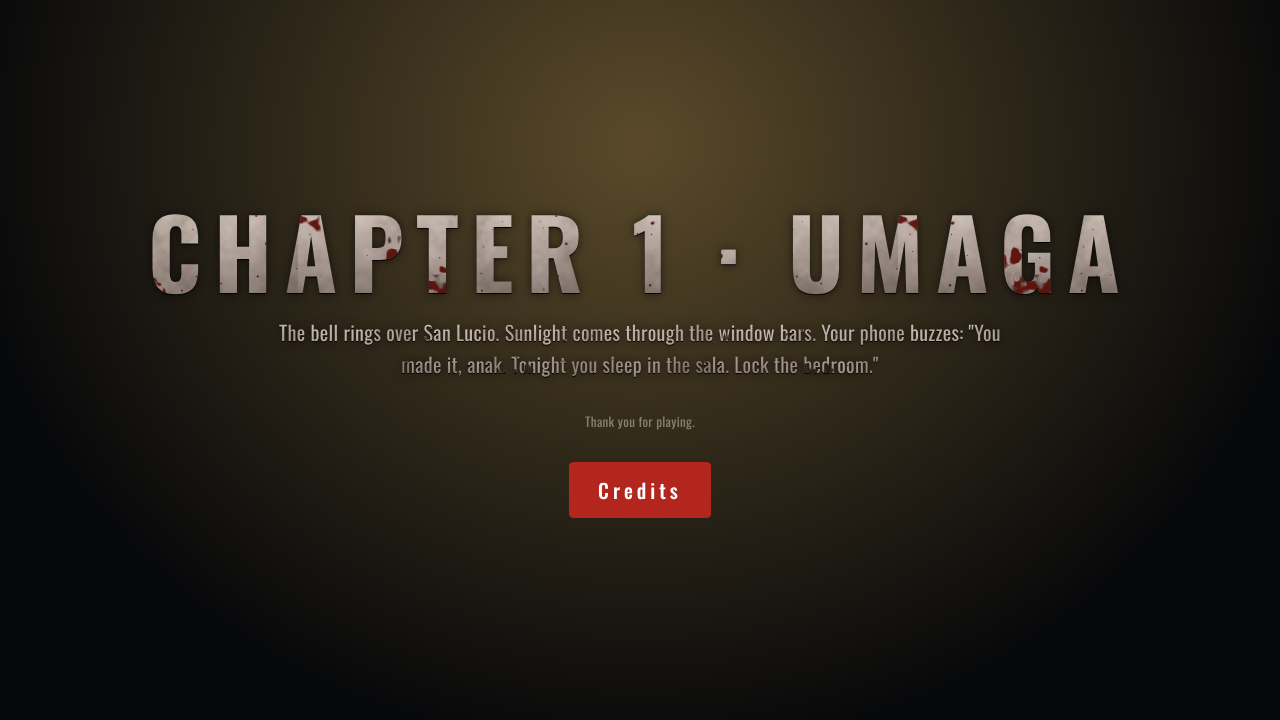 CHAPTER 1 · UMAGA
The bell rings over San Lucio. Sunlight comes through the window bars. Your phone buzzes: "You
made it, anak. Tonight you sleep in the sala. Lock the bedroom."
Thank you for playing.
Credits